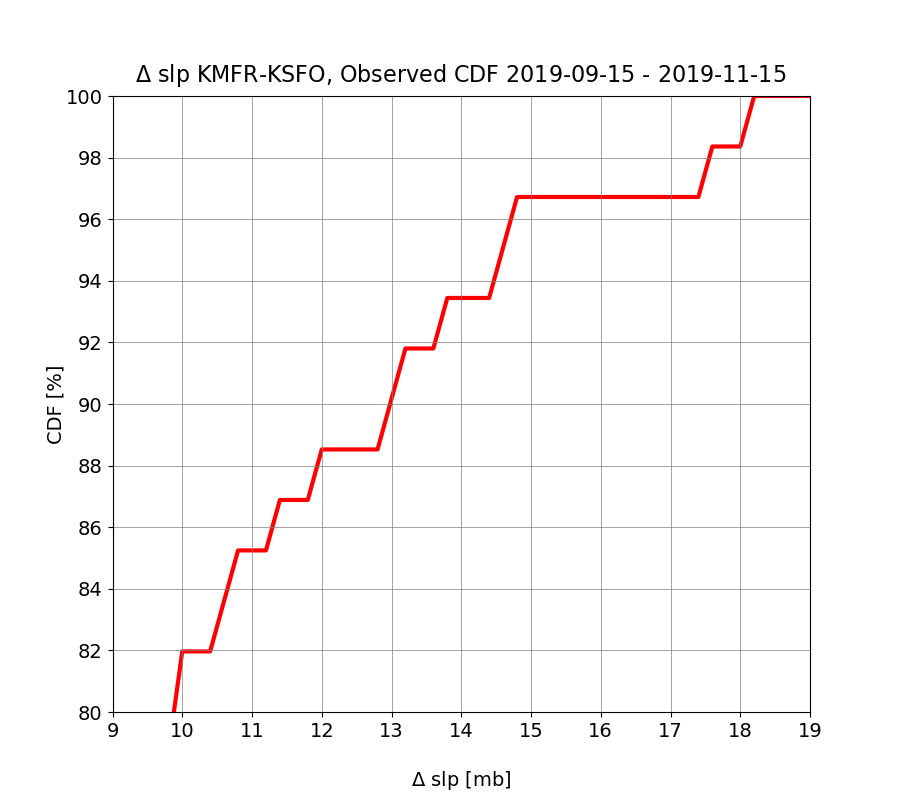 Δ slp KMFR-KSFO, Observed CDF 2019-09-15 - 2019-11-15
100
98
96
94
92
90
88
86
84
82
80
CDF [%]
9 10 11 12 13 14 15 16 17 18 19
Δ slp [mb]